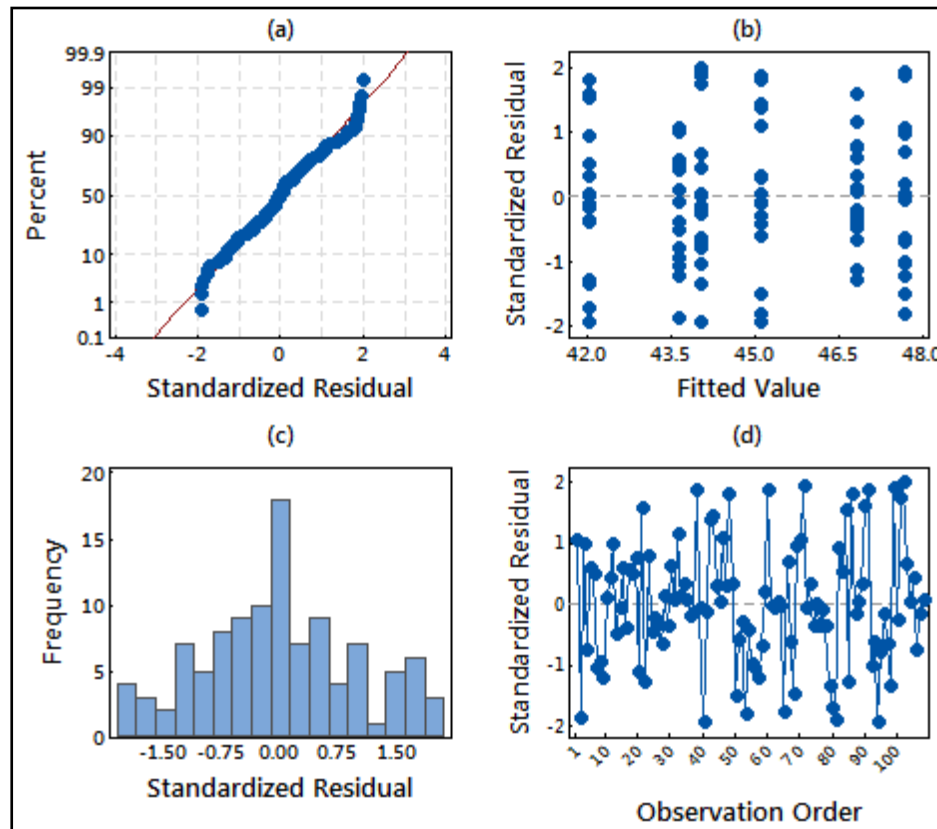 (a)
Percent
99.9
99
90
50
10
1
0.1
-4 -2 0 2 4
Standardized Residual
(b)
Standardized Residual
2
1
0
-1
-2
42.0 43.5 45.0 46.5 48.0
Fitted Value
(c)
Frequency
20
15
10
5
0
-1.50 -0.75 0.00 0.75 1.50
Standardized Residual
(d)
Standardized Residual
2
1
0
-1
-2
1 10 20 30 40 50 60 70 80 90 100
Observation Order